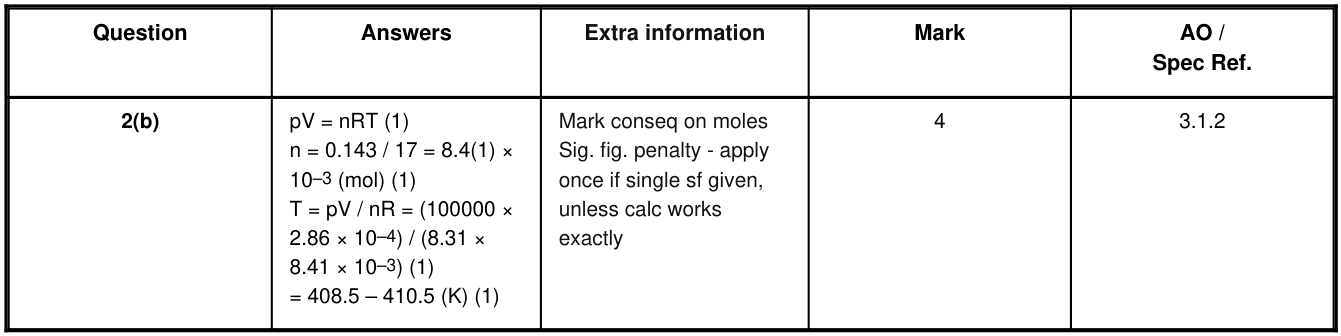 Question
Answers
Extra information
Mark
AO /
Spec Ref.
2(b)
pV = nRT (1)
n = 0.143 / 17 = 8.4(1) ×
10–3 (mol) (1)
T = pV / nR = (100000 ×
2.86 × 10–4) / (8.31 ×
8.41 × 10–3) (1)
= 408.5 – 410.5 (K) (1)
Mark conseq on moles
Sig. fig. penalty - apply
once if single sf given,
unless calc works
exactly
4
3.1.2